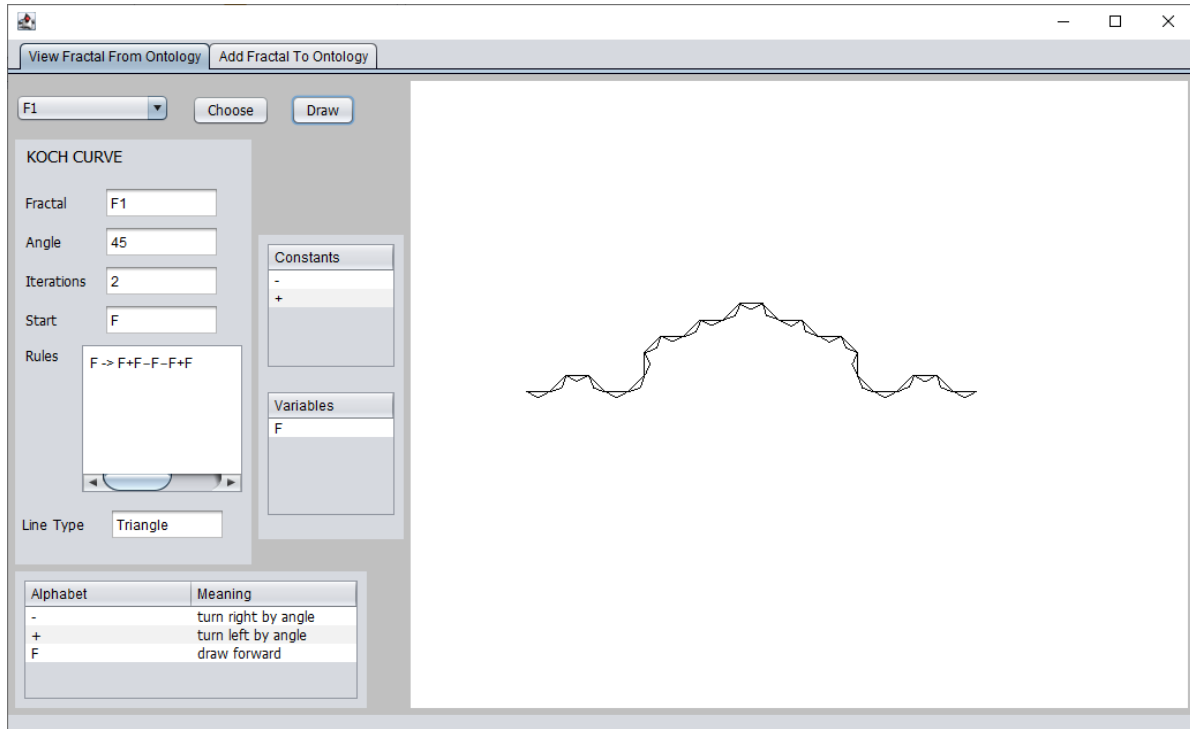 View Fractal From Ontology
Add Fractal To Ontology
F1
Choose
Draw
KOCH CURVE
Fractal F1
Angle 45
Iterations 2
Start F
Rules F -> F+F−F−F+F
Line Type Triangle
Constants
-
+
Variables
F
Alphabet Meaning
- turn right by angle
+ turn left by angle
F draw forward